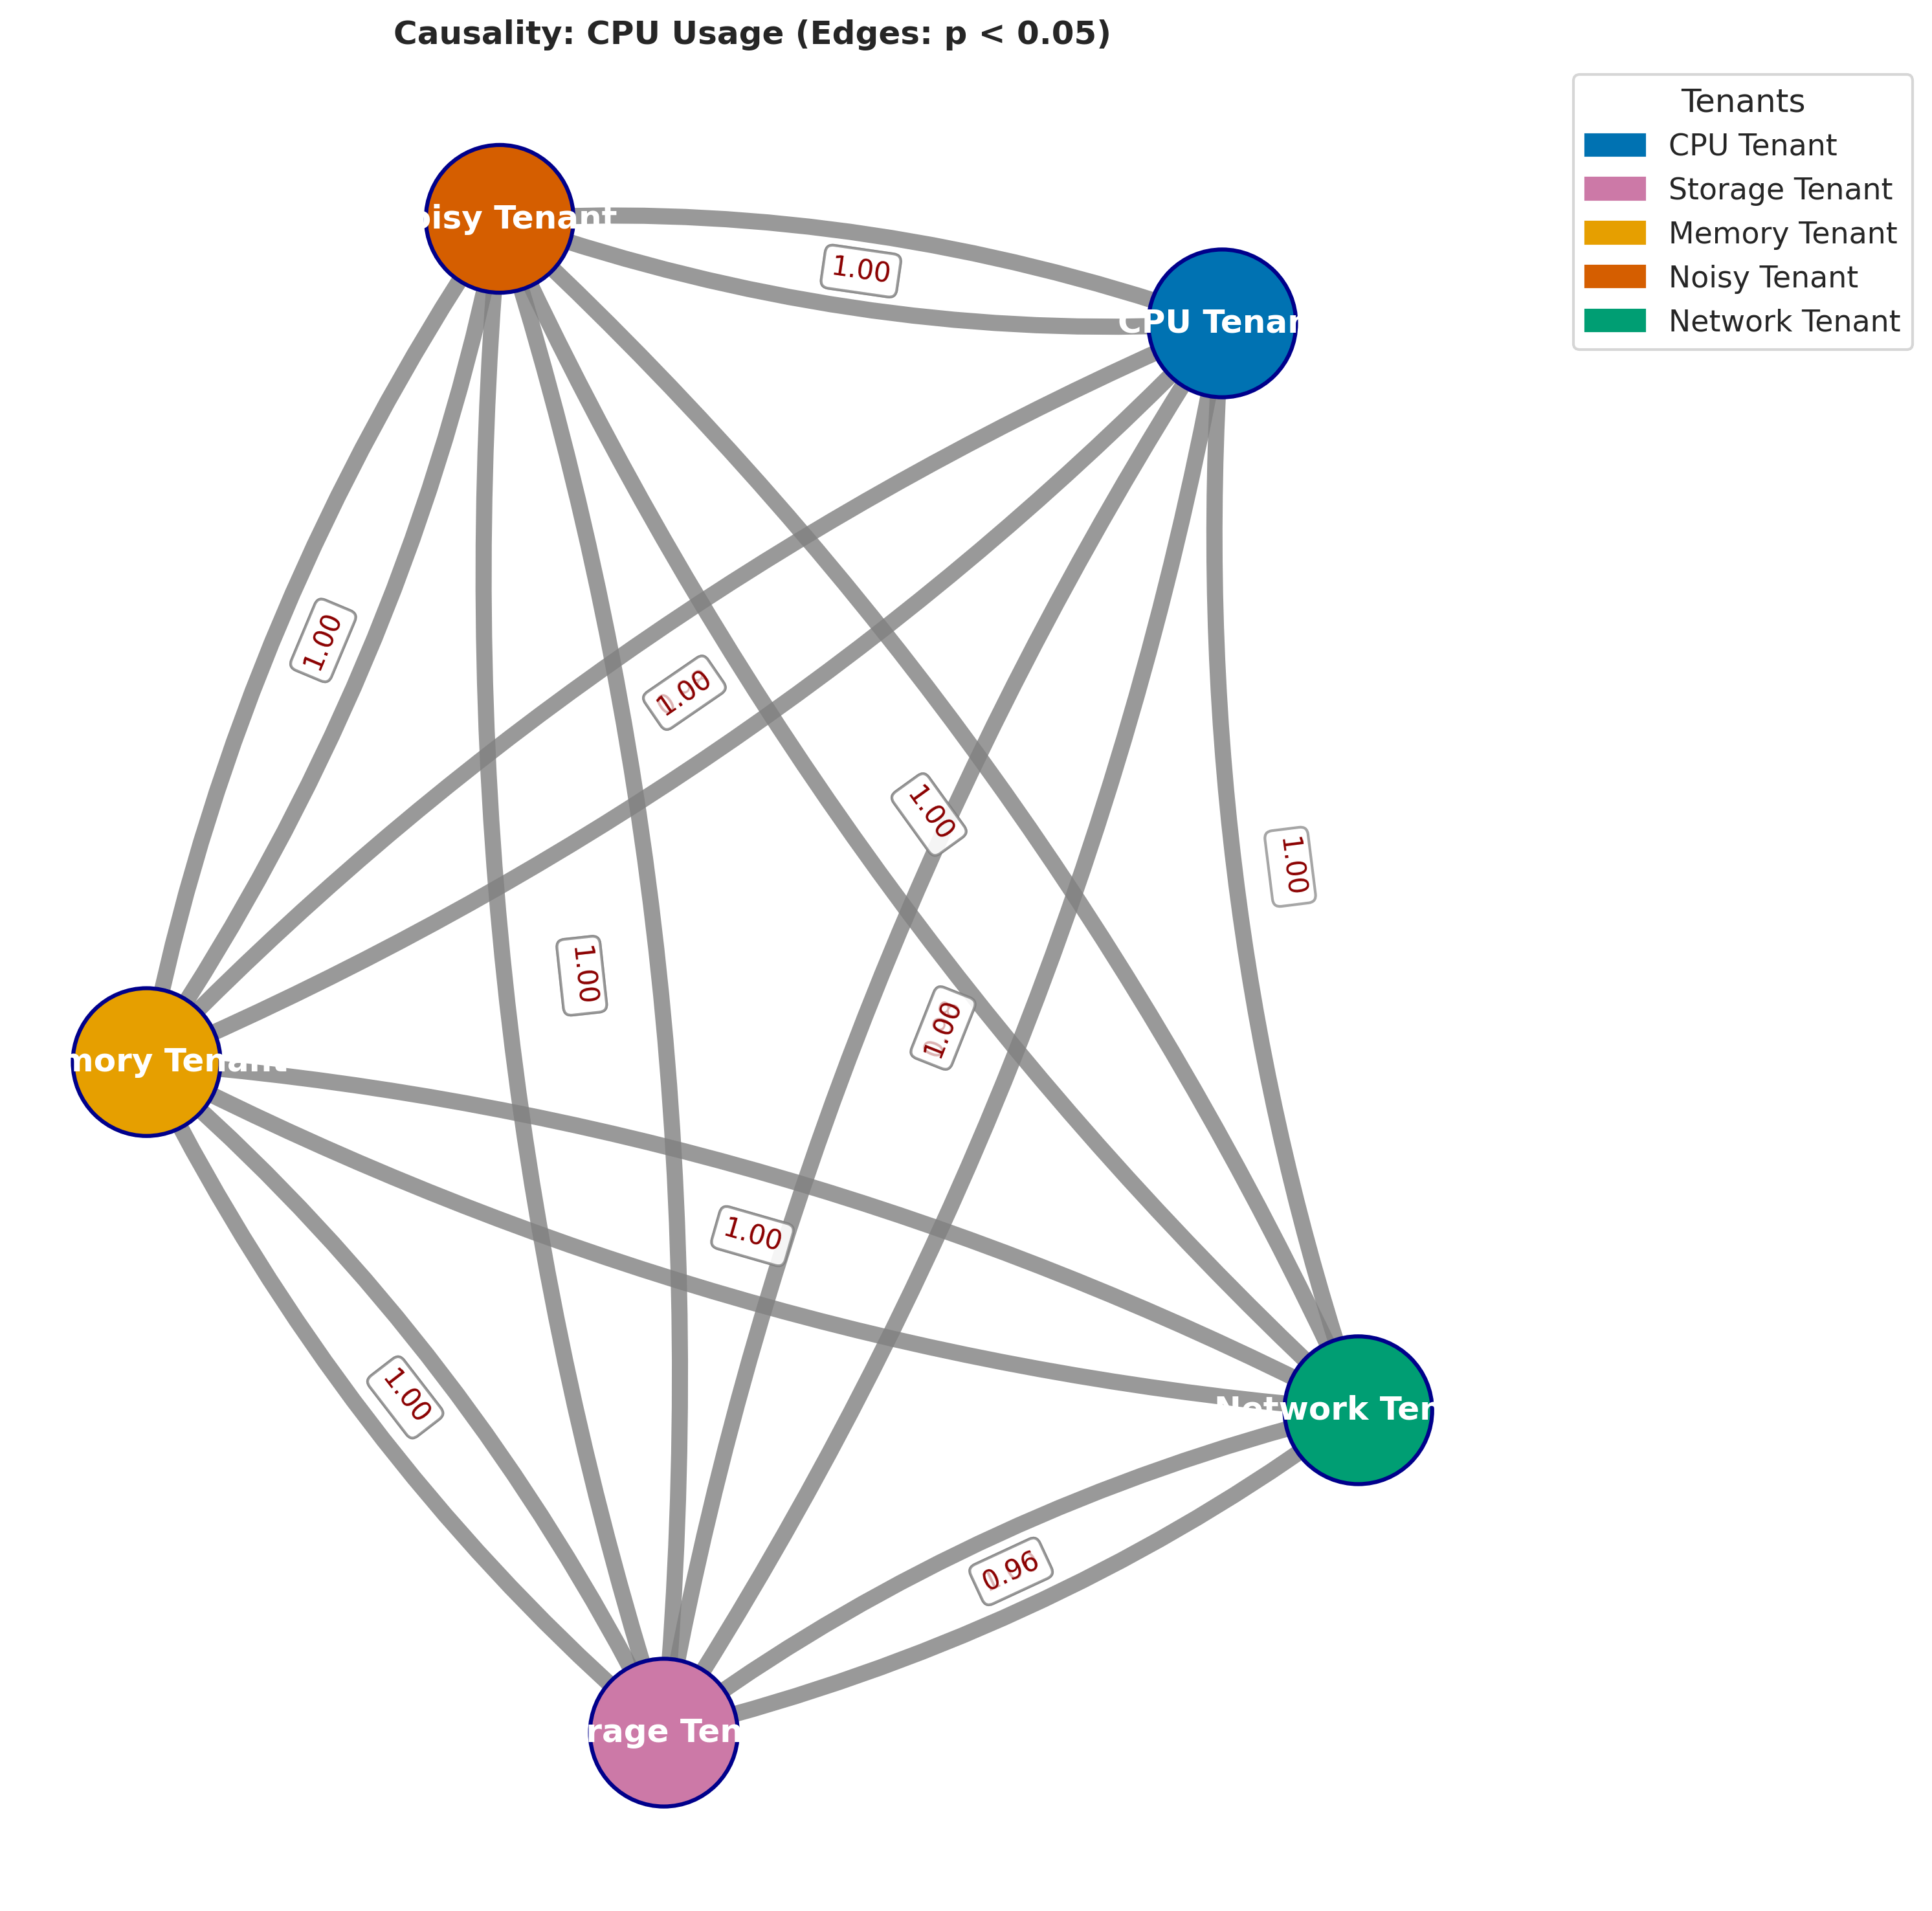 Causality: CPU Usage (Edges: p < 0.05)
Tenants
CPU Tenant
Storage Tenant
Memory Tenant
Noisy Tenant
Network Tenant
oisy Tenant
1.00
CPU Tenan
1.00
1.00
1.00
1.00
1.00
1.00
mory Tenant
1.00
1.00
Network Ten
0.96
rage Ten